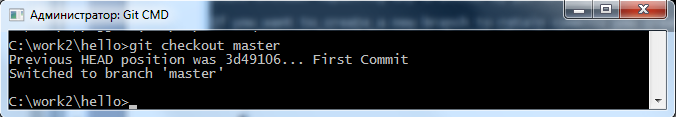 Администратор: Git CMD
C:\work2\hello>git checkout master
Previous HEAD position was 3d49106... First Commit
Switched to branch 'master'
C:\work2\hello>_